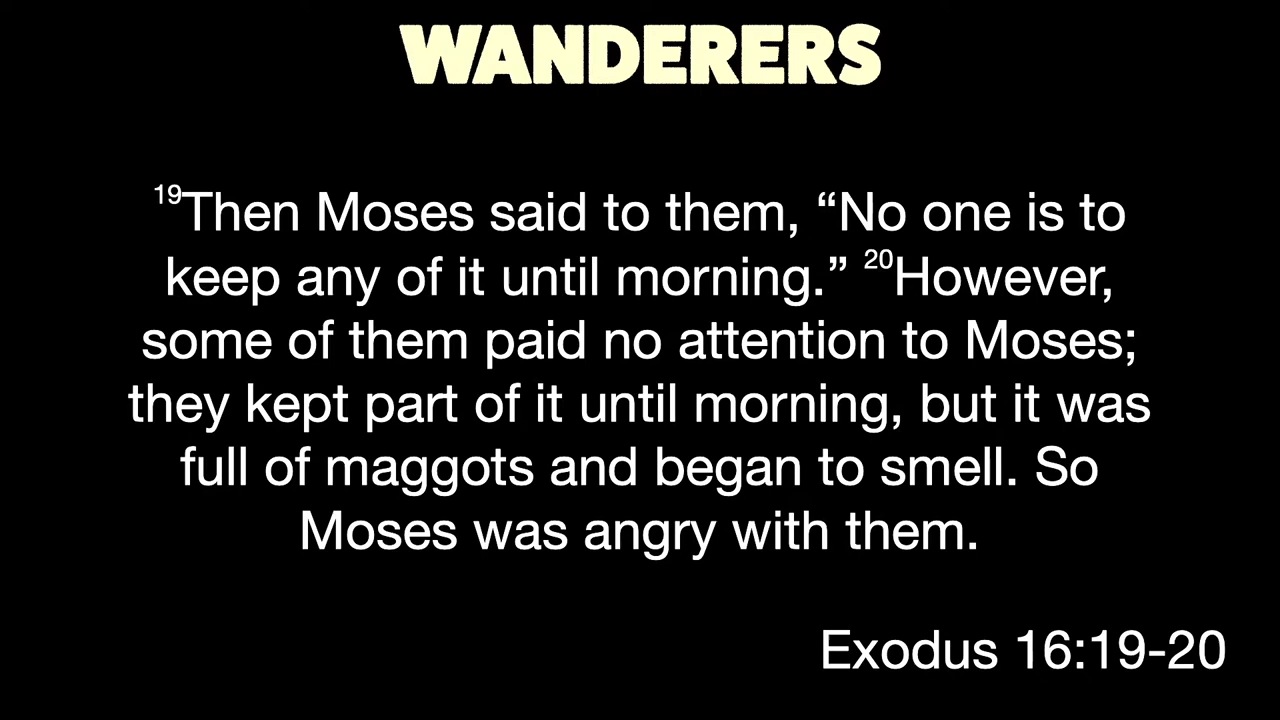 WANDERERS
¹⁹Then Moses said to them, “No one is to
keep any of it until morning.” ²⁰However,
some of them paid no attention to Moses;
they kept part of it until morning, but it was
full of maggots and began to smell. So
Moses was angry with them.
Exodus 16:19-20